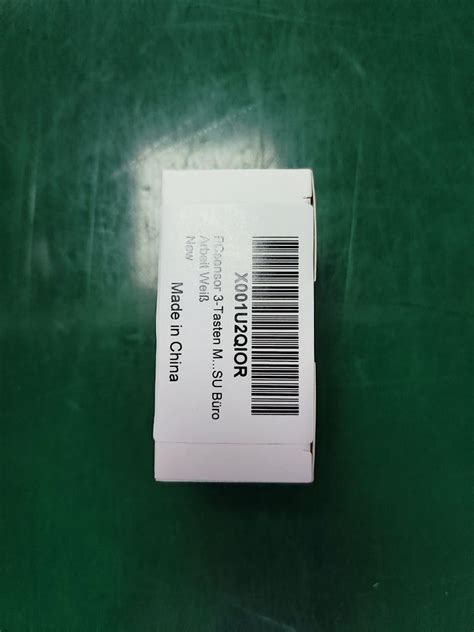 X001U2QIOR
3-Tasten M...SU Büro
Arbeit Weiß
New
Made in China